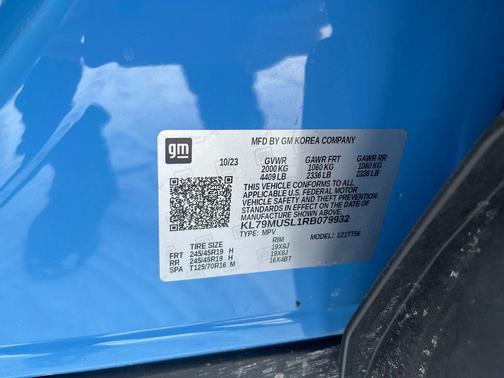 gm
MFD BY GM KOREA COMPANY
10/23 GVWR GAWR FRT GAWR RR
2000 KG 1060 KG 1060 KG
4409 LB 2336 LB 2336 LB
THIS VEHICLE CONFORMS TO ALL
APPLICABLE U.S. FEDERAL MOTOR
VEHICLE SAFETY AND THEFT
PREVENTION STANDARDS IN EFFECT
ON THE DATE OF
MANUFACTURE SHOWN ABOVE.
KL79MUSL1RB079932
TYPE: MPV MODEL: 121TT56
TIRE SIZE RIM
FRT 245/45R19 H 19X8J
RR 245/45R19 H 19X8J
SPA T125/70R16 M 16X4BT